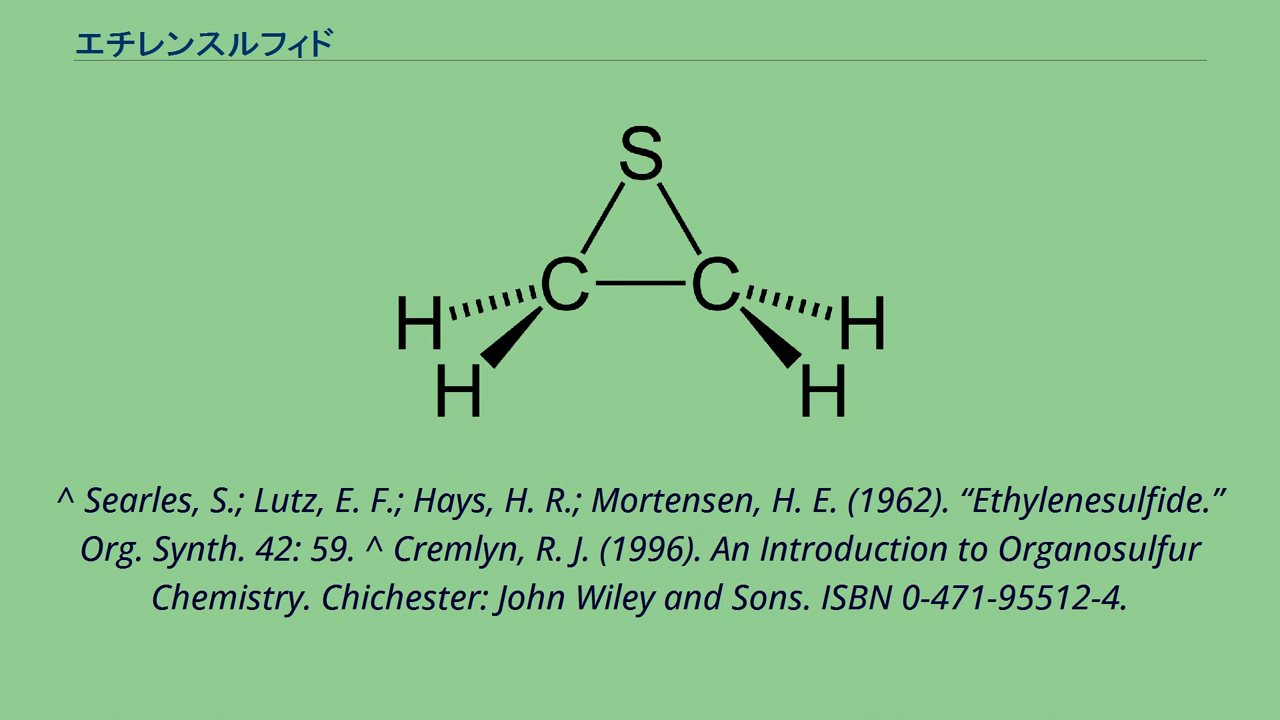 エチレンスルフィド
S
C C
H H
H H
^ Searles, S.; Lutz, E. F.; Hays, H. R.; Mortensen, H. E. (1962). “Ethylenesulfide.”
Org. Synth. 42: 59. ^ Cremlyn, R. J. (1996). An Introduction to Organosulfur
Chemistry. Chichester: John Wiley and Sons. ISBN 0-471-95512-4.